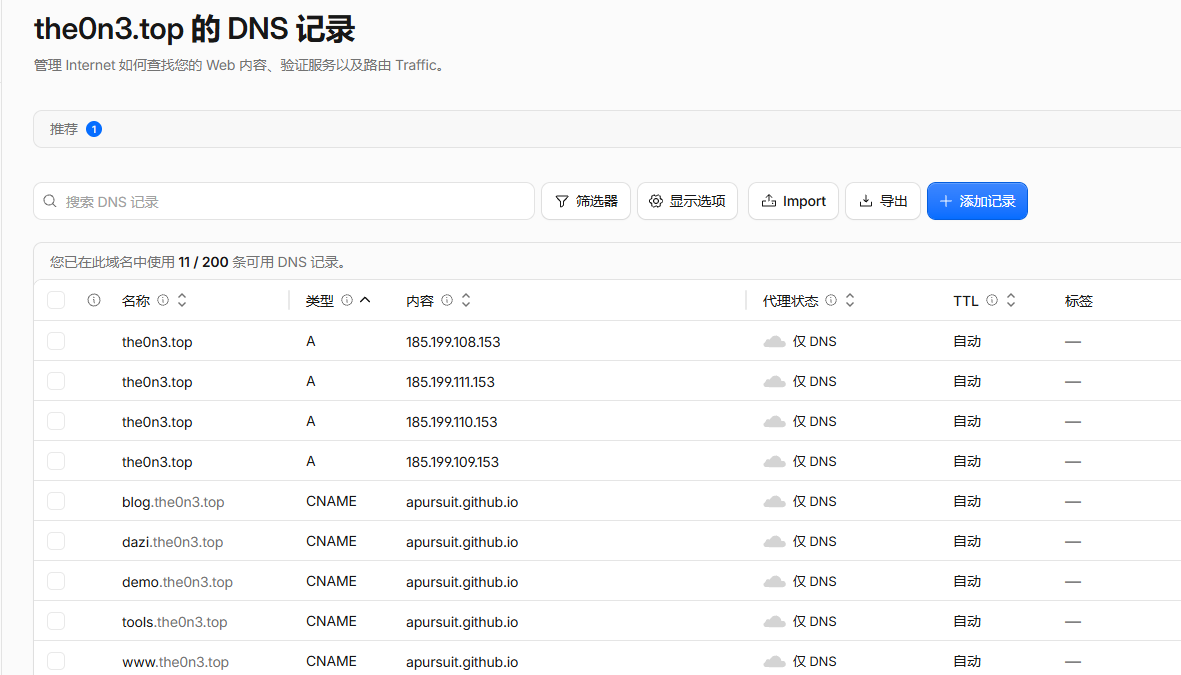 the0n3.top 的 DNS 记录
管理 Internet 如何查找您的 Web 内容、验证服务以及路由 Traffic。
推荐 1
搜索 DNS 记录 筛选器 显示选项 Import 导出 添加记录
您已在此域名中使用 11 / 200 条可用 DNS 记录。
名称 类型 内容 代理状态 TTL 标签
the0n3.top A 185.199.108.153 仅 DNS 自动 —
the0n3.top A 185.199.111.153 仅 DNS 自动 —
the0n3.top A 185.199.110.153 仅 DNS 自动 —
the0n3.top A 185.199.109.153 仅 DNS 自动 —
blog.the0n3.top CNAME apursuit.github.io 仅 DNS 自动 —
dazi.the0n3.top CNAME apursuit.github.io 仅 DNS 自动 —
demo.the0n3.top CNAME apursuit.github.io 仅 DNS 自动 —
tools.the0n3.top CNAME apursuit.github.io 仅 DNS 自动 —
www.the0n3.top CNAME apursuit.github.io 仅 DNS 自动 —